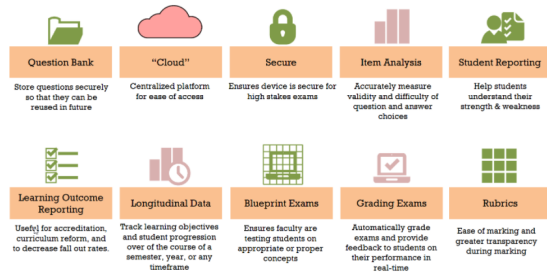 Question Bank
"Cloud"
Secure
Item Analysis
Student Reporting
Store questions securely
so that they can be
reused in future
Centralized platform
for ease of access
Ensures device is secure for
high stakes exams
Accurately measure
validity and difficulty of
question and answer
choices
Help students
understand their
strength & weakness
Learning Outcome
Reporting
Longitudinal Data
Blueprint Exams
Grading Exams
Rubrics
Useful for accreditation,
curriculum reform, and
to decrease fall out rates.
Track learning objectives
and student progression
over of the course of a
semester, year, or any
timeframe
Ensures faculty are
testing students on
appropriate or proper
concepts
Automatically grade
exams and provide
feedback to students on
their performance in
real-time
Ease of marking and
greater transparency
during marking